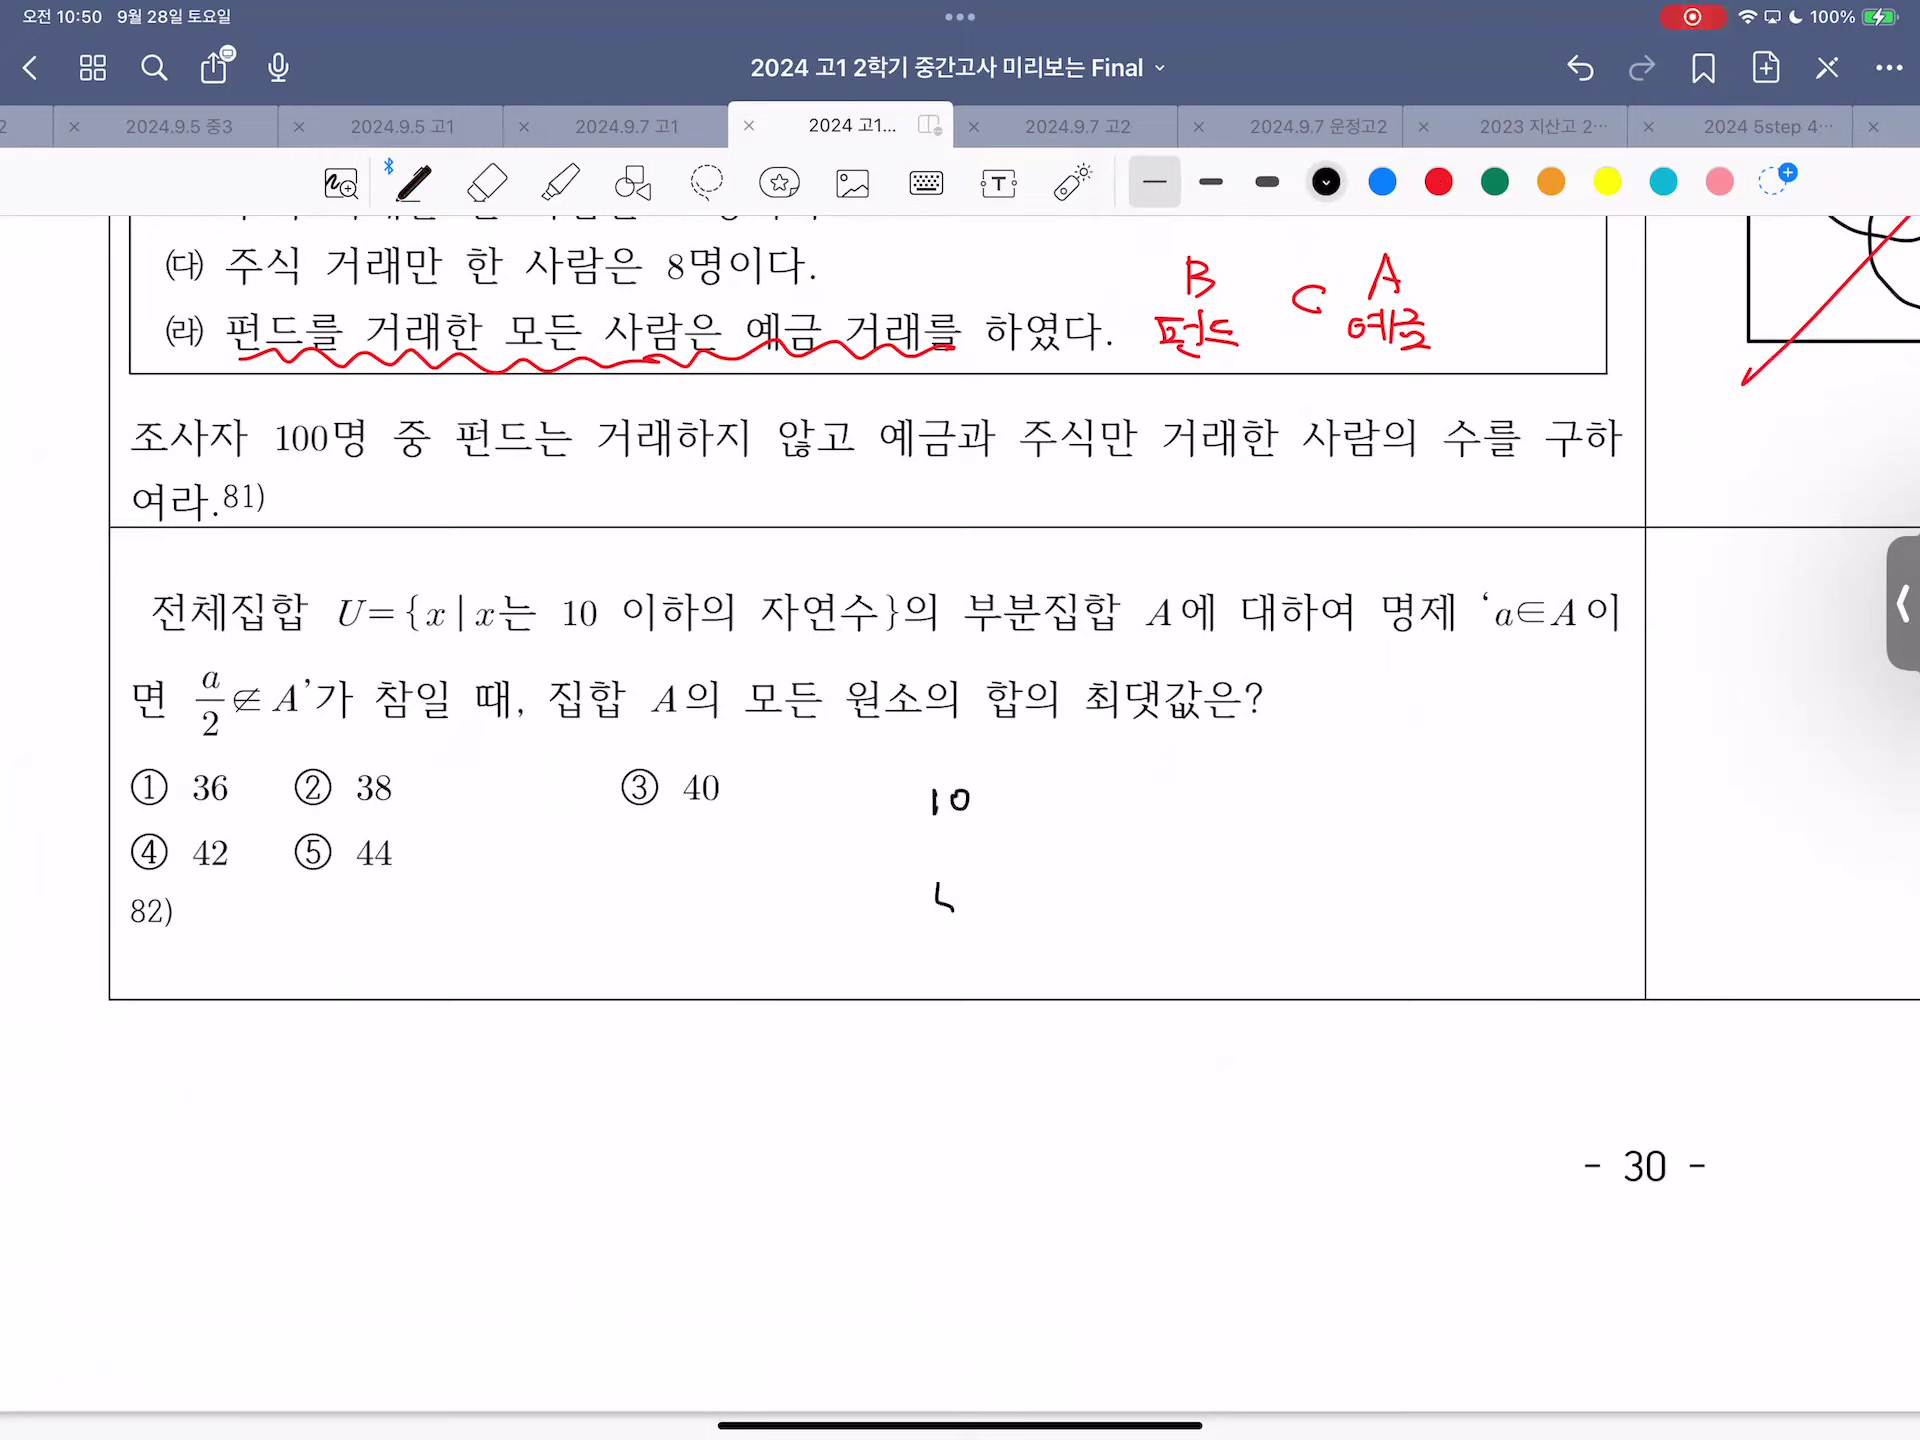 오전 10:50 9월 28일 토요일
100%
2024 고1 2학기 중간고사 미리보는 Final
2
2024.9.5 중3
2024.9.5 고1
2024.9.7 고1
2024 고1...
2024.9.7 고2
2024.9.7 운정고2
2023 지산고 2...
2024 5step 4...
(다) 주식 거래만 한 사람은 8명이다.
(라) 펀드를 거래한 모든 사람은 예금 거래를 하였다.
B ⊂ A
펀드 예금
조사자 100명 중 펀드는 거래하지 않고 예금과 주식만 거래한 사람의 수를 구하
여라.81)
전체집합 U={x|x는 10 이하의 자연수}의 부분집합 A에 대하여 명제 ‘a∈A이
면 a/2∉A’가 참일 때, 집합 A의 모든 원소의 합의 최댓값은?
① 36 ② 38 ③ 40
④ 42 ⑤ 44
82)
10
- 30 -